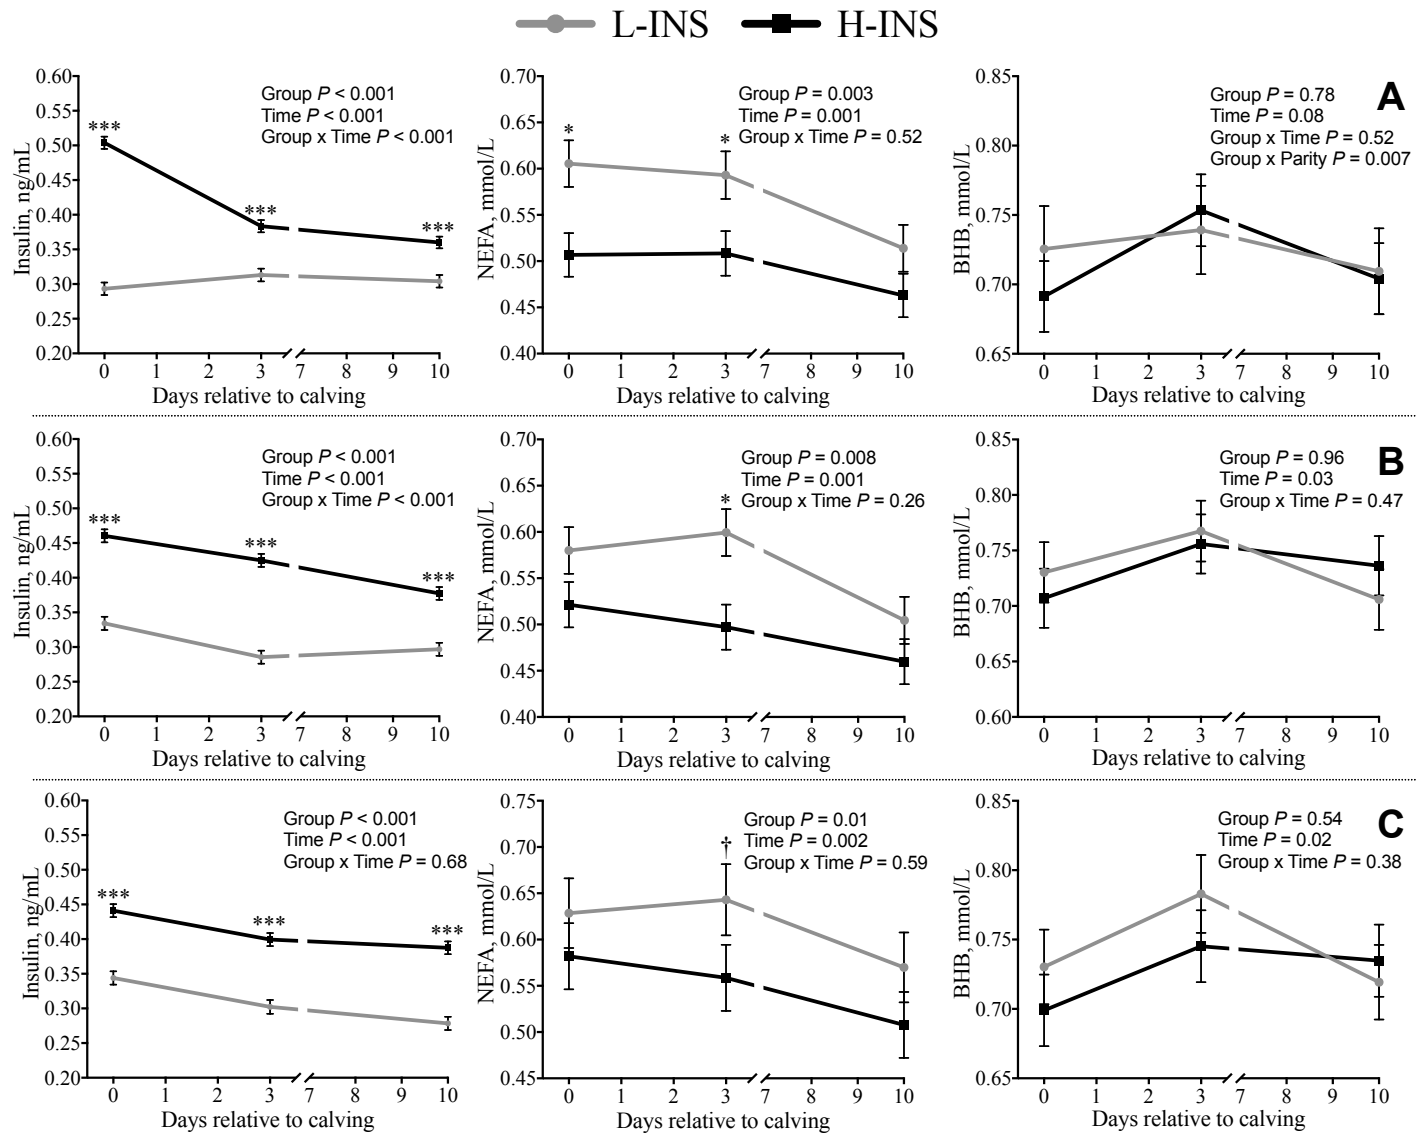 L-INS H-INS
A
Insulin, ng/mL
0.60
0.55
0.50
0.45
0.40
0.35
0.30
0.25
0.20
Group P < 0.001
Time P < 0.001
Group x Time P < 0.001
***
***
***
0 1 2 3 7 8 9 10
Days relative to calving
NEFA, mmol/L
0.70
0.65
0.60
0.55
0.50
0.45
0.40
Group P = 0.003
Time P = 0.001
Group x Time P = 0.52
*
*
0 1 2 3 7 8 9 10
Days relative to calving
BHB, mmol/L
0.85
0.80
0.75
0.70
0.65
Group P = 0.78
Time P = 0.08
Group x Time P = 0.52
Group x Parity P = 0.007
0 1 2 3 7 8 9 10
Days relative to calving
B
Insulin, ng/mL
0.60
0.55
0.50
0.45
0.40
0.35
0.30
0.25
0.20
Group P < 0.001
Time P < 0.001
Group x Time P < 0.001
***
***
***
0 1 2 3 7 8 9 10
Days relative to calving
NEFA, mmol/L
0.70
0.65
0.60
0.55
0.50
0.45
0.40
Group P = 0.008
Time P = 0.001
Group x Time P = 0.26
*
0 1 2 3 7 8 9 10
Days relative to calving
BHB, mmol/L
0.85
0.80
0.75
0.70
0.65
0.60
Group P = 0.96
Time P = 0.03
Group x Time P = 0.47
0 1 2 3 7 8 9 10
Days relative to calving
C
Insulin, ng/mL
0.60
0.55
0.50
0.45
0.40
0.35
0.30
0.25
0.20
Group P < 0.001
Time P < 0.001
Group x Time P = 0.68
***
***
***
0 1 2 3 7 8 9 10
Days relative to calving
NEFA, mmol/L
0.75
0.70
0.65
0.60
0.55
0.50
0.45
Group P = 0.01
Time P = 0.002
Group x Time P = 0.59
†
0 1 2 3 7 8 9 10
Days relative to calving
BHB, mmol/L
0.85
0.80
0.75
0.70
0.65
Group P = 0.54
Time P = 0.02
Group x Time P = 0.38
0 1 2 3 7 8 9 10
Days relative to calving